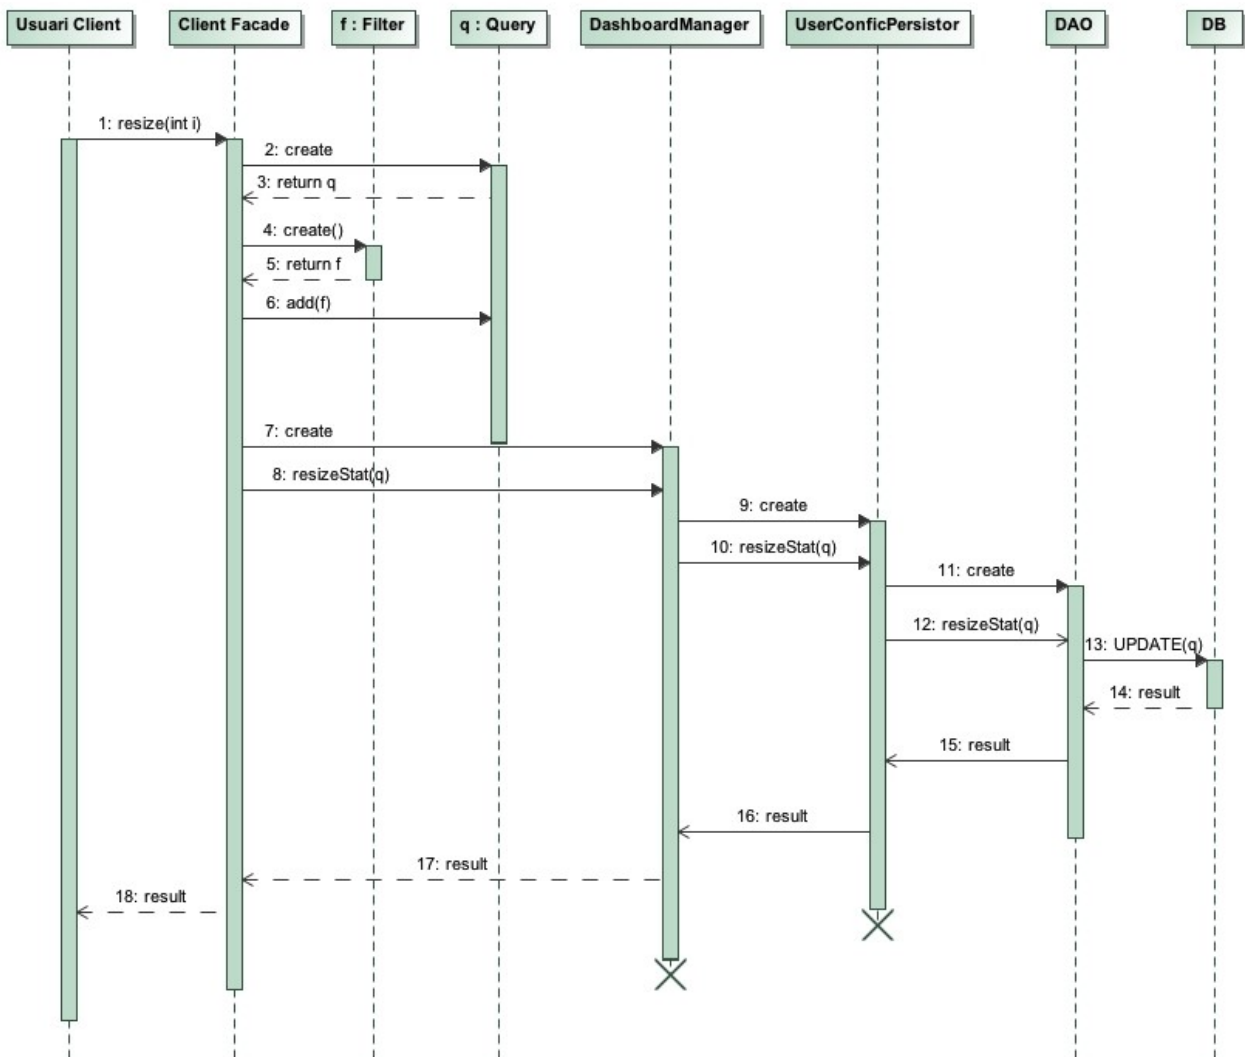 Usuari Client
Client Facade
f : Filter
q : Query
DashboardManager
UserConficPersistor
DAO
DB
1: resize(int i)
2: create
3: return q
4: create()
5: return f
6: add(f)
7: create
8: resizeStat(q)
9: create
10: resizeStat(q)
11: create
12: resizeStat(q)
13: UPDATE(q)
14: result
15: result
16: result
17: result
18: result